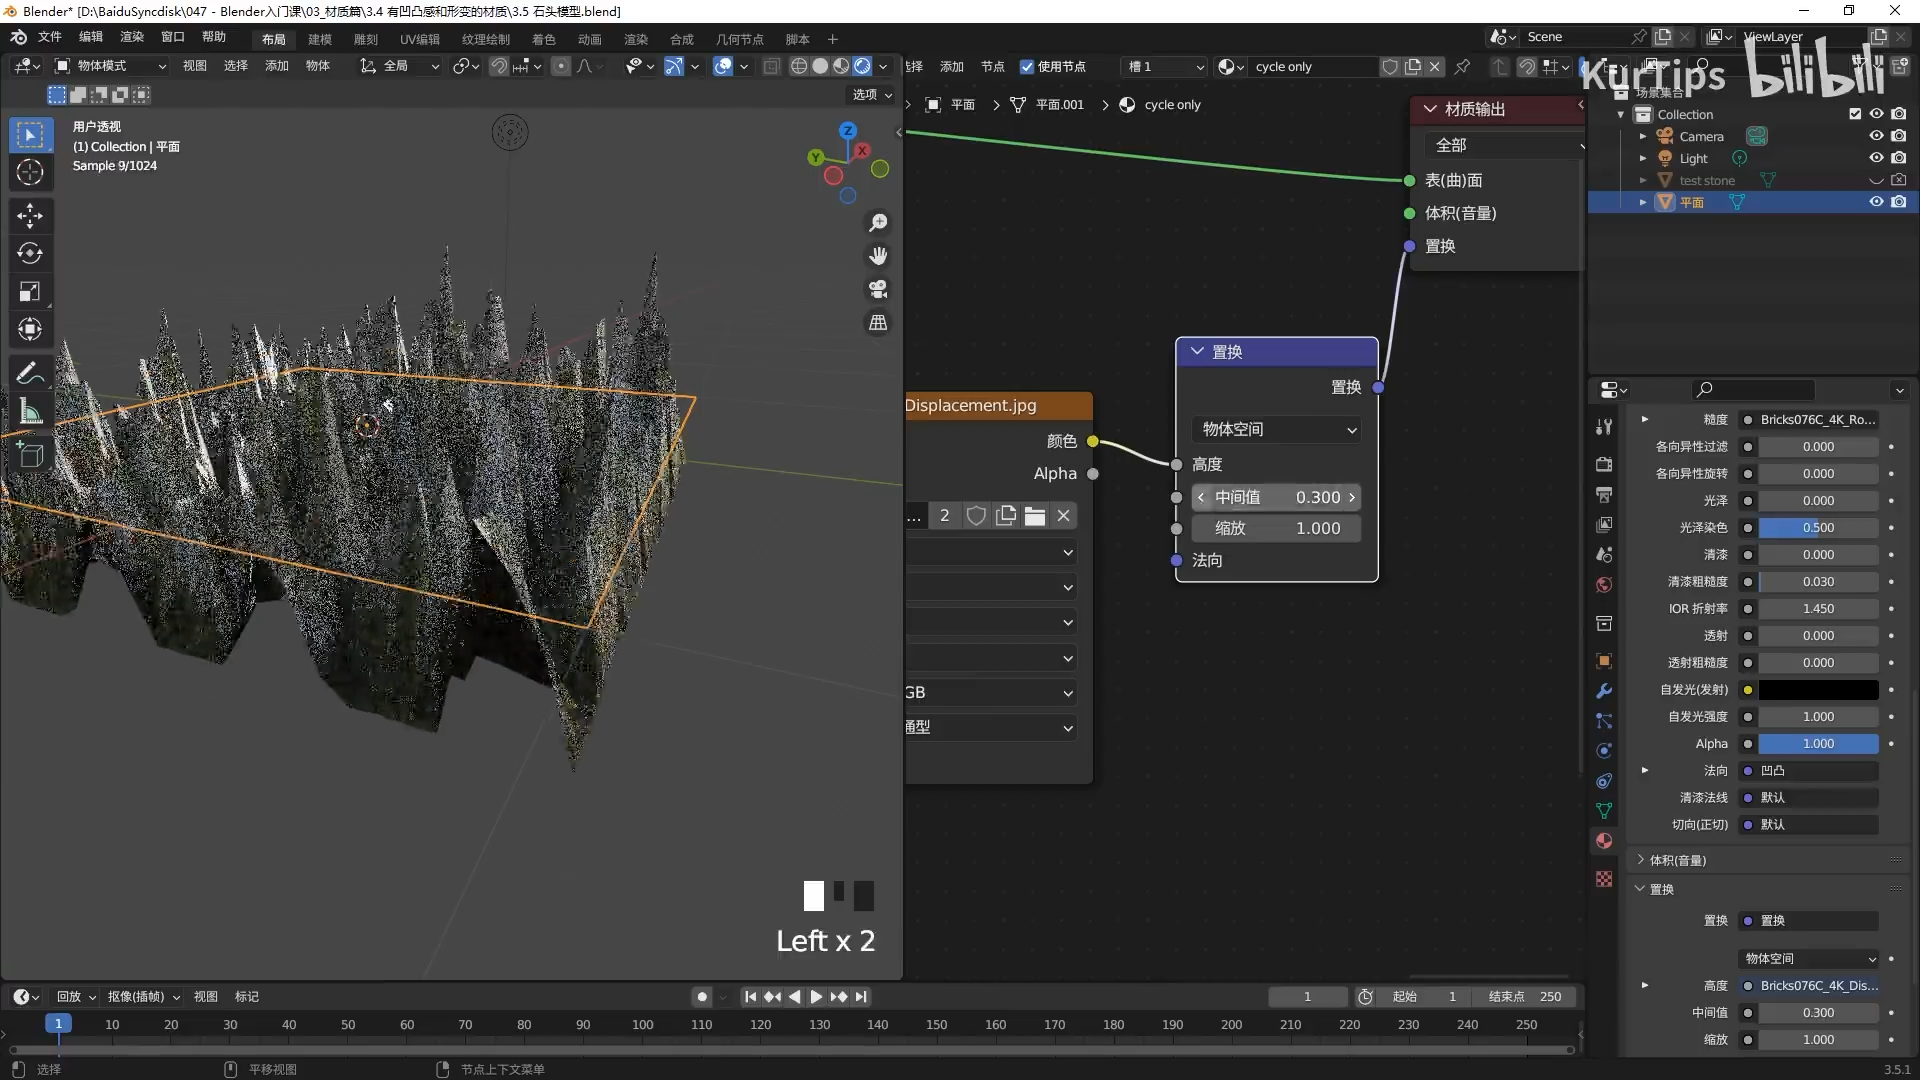 Blender* [D:\BaiduSyncdisk\047 - Blender入门课\03_材质篇\3.4 有凹凸感和形变的材质\3.5 石头模型.blend]
文件 编辑 渲染 窗口 帮助 布局 建模 雕刻 UV编辑 纹理绘制 着色 动画 渲染 合成 几何节点 脚本 +
Scene ViewLayer
物体模式 视图 选择 添加 物体 全局
添加 节点 使用节点 槽 1 cycle only
KurTips bilibili
选项
平面 平面.001 cycle only
用户透视
(1) Collection | 平面
Sample 9/1024
Z
Y
X
材质输出
全部
表(曲)面
体积(音量)
置换
置换
置换
物体空间
高度
中间值 0.300
缩放 1.000
法向
Displacement.jpg
颜色
Alpha
... 2
GB
通型
场景集合
Collection
Camera
Light
test stone
平面
糙度 Bricks076C_4K_Ro...
各向异性过滤 0.000
各向异性旋转 0.000
光泽 0.000
光泽染色 0.500
清漆 0.000
清漆粗糙度 0.030
IOR 折射率 1.450
透射 0.000
透射粗糙度 0.000
自发光(发射)
自发光强度 1.000
Alpha 1.000
法向 凹凸
清漆法线 默认
切向(正切) 默认
体积(音量)
置换
置换 置换
物体空间
高度 Bricks076C_4K_Dis...
中间值 0.300
缩放 1.000
Left x 2
回放 抠像(插帧) 视图 标记
1 起始 1 结束点 250
1 10 20 30 40 50 60 70 80 90 100 110 120 130 140 150 160 170 180 190 200 210 220 230 240 250
选择 平移视图 节点上下文菜单 3.5.1